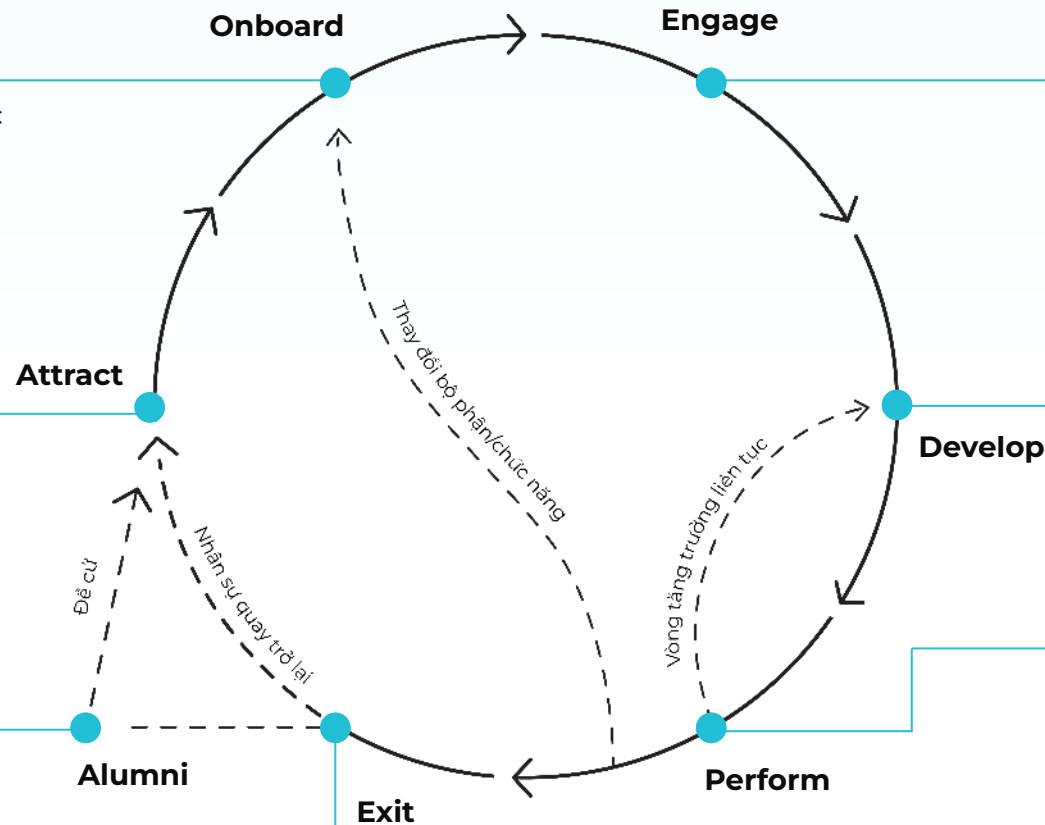 Onboard
Engage
Attract
Thay đổi bộ phận/chức năng
Develop
Vòng tăng trưởng liên tục
Nhân sự quay trở lại
Đề cử
Alumni
Perform
Exit